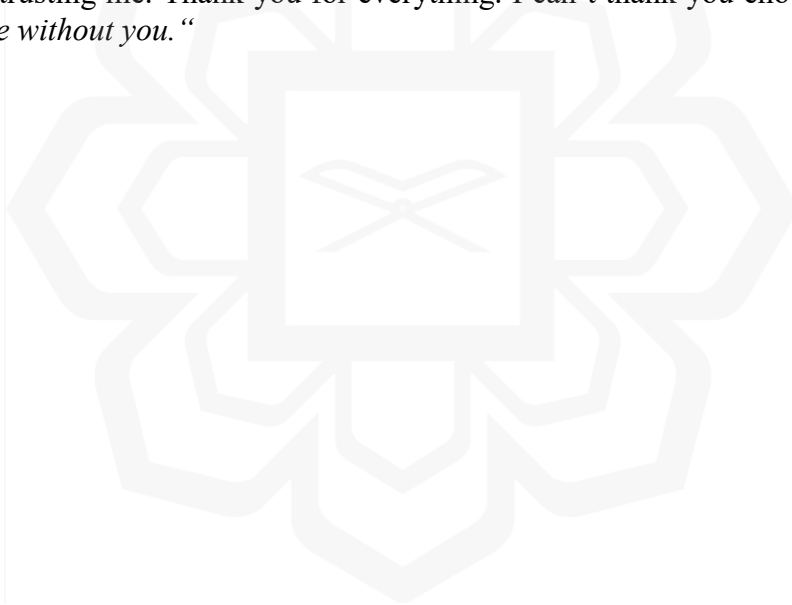 trusting me. Thank you for everything. I can't thank you
e without you.“